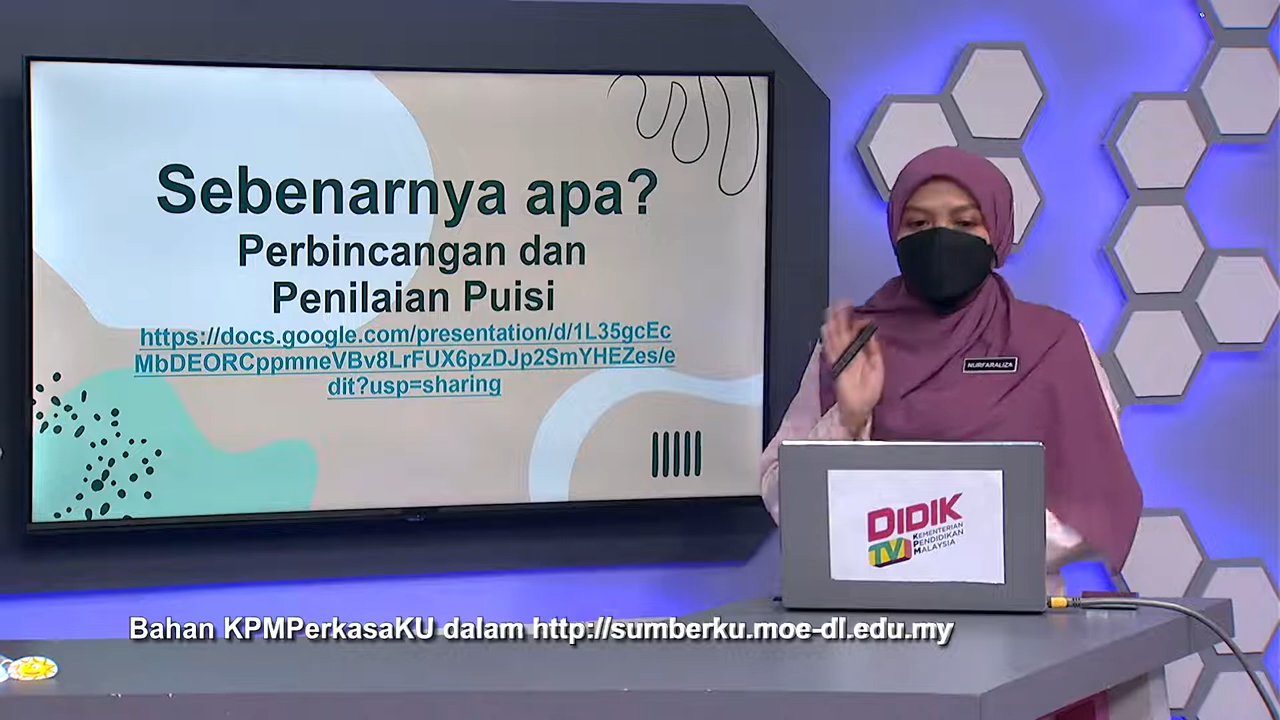 Sebenarnya apa?
Perbincangan dan
Penilaian Puisi
https://docs.google.com/presentation/d/1L35gcEc
MbDEORCppmneVBv8LrFUX6pzDJp2SmYHEZes/e
dit?usp=sharing
NURFARALIZA
DIDIK
TV
KEMENTERIAN
PENDIDIKAN
MALAYSIA
Bahan KPMPerkasaKU dalam http://sumberku.moe-dl.edu.my